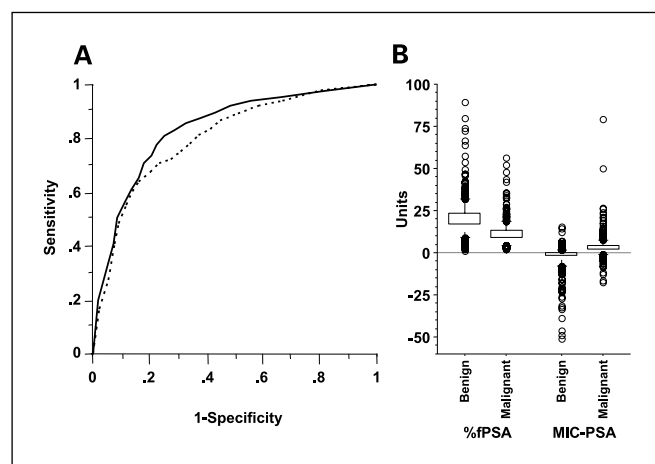 A
B
Sensitivity
1
.8
.6
.4
.2
0
0
.2
.4
.6
.8
1
1-Specificity
Units
100
75
50
25
0
-25
-50
Benign
Malignant
Benign
Malignant
%fPSA
MIC-PSA